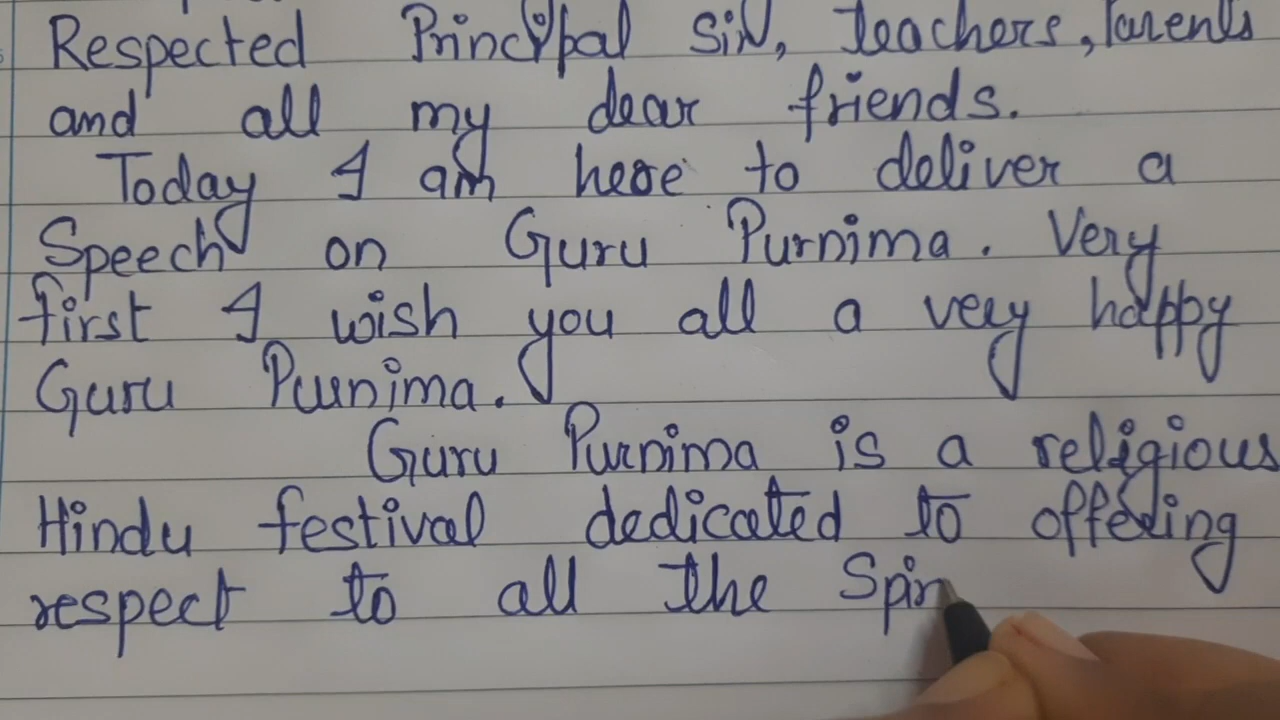 Respected Principal Sir, teachers, Parents
and all my dear friends.
Today I am here to deliver a
Speech on Guru Purnima. Very
first I wish you all a very happy
Guru Purnima.
Guru Purnima is a religious
Hindu festival dedicated to offering
respect to all the Spir